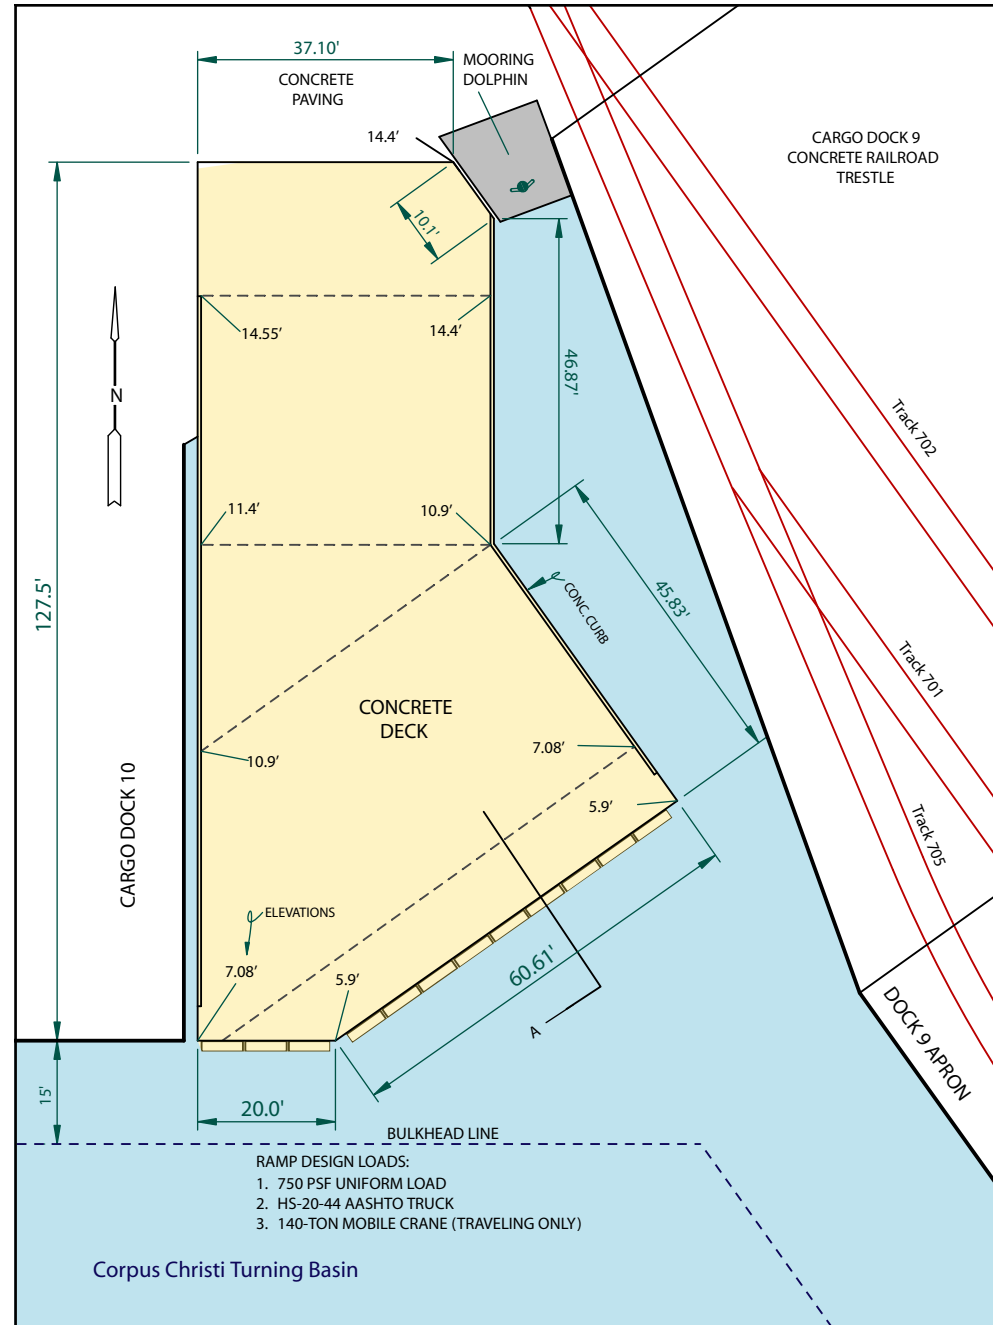 37.10'
CONCRETE
PAVING
MOORING
DOLPHIN
14.4′
CARGO DOCK 9
CONCRETE RAILROAD
TRESTLE
10.1'
14.55′
14.4′
46.87'
N
Track 702
11.4′
10.9′
127.5'
CONC. CURB
45.83'
Track 701
CONCRETE
DECK
10.9′
7.08′
5.9′
CARGO DOCK 10
Track 705
ELEVATIONS
7.08′
5.9′
60.61'
A
DOCK 9 APRON
15'
20.0'
BULKHEAD LINE
RAMP DESIGN LOADS:
1. 750 PSF UNIFORM LOAD
2. HS-20-44 AASHTO TRUCK
3. 140-TON MOBILE CRANE (TRAVELING ONLY)
Corpus Christi Turning Basin